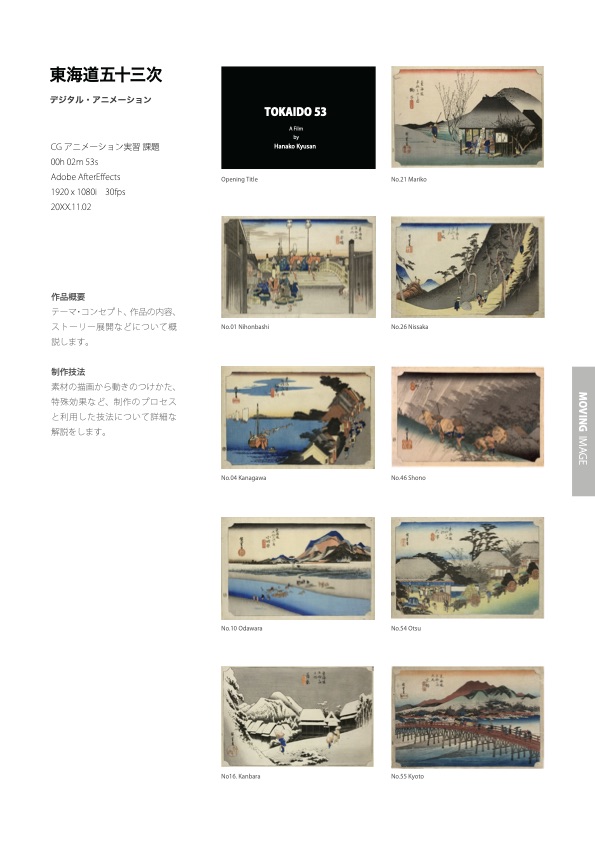 東海道五十三次
デジタル・アニメーション
CG アニメーション実習 課題
00h 02m 53s
Adobe AfterEffects
1920 x 1080i 30fps
20XX.11.02
作品概要
テーマ・コンセプト、作品の内容、
ストーリー展開などについて概
説します。
制作技法
素材の描画から動きのつけかた、
特殊効果など、制作のプロセス
と利用した技法について詳細な
解説をします。
TOKAIDO 53
A Film
by
Hanako Kyusan
Opening Title
No.21 Mariko
No.01 Nihonbashi
No.26 Nissaka
No.04 Kanagawa
No.46 Shono
No.10 Odawara
No.54 Otsu
No16. Kanbara
No.55 Kyoto
MOVING IMAGE